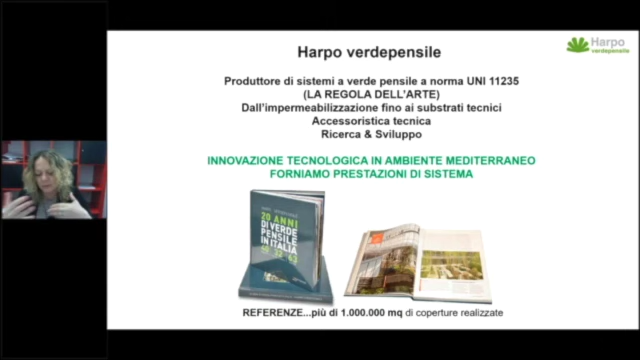 Harpo verdepensile
Harpo
verdepensile
Produttore di sistemi a verde pensile a norma UNI 11235
(LA REGOLA DELL'ARTE)
Dall'impermeabilizzazione fino ai substrati tecnici
Accessoristica tecnica
Ricerca & Sviluppo
INNOVAZIONE TECNOLOGICA IN AMBIENTE MEDITERRANEO
FORNIAMO PRESTAZIONI DI SISTEMA
20 ANNI
DI VERDE
PENSILE
IN ITALIA
REFERENZE...più di 1.000.000 mq di coperture realizzate